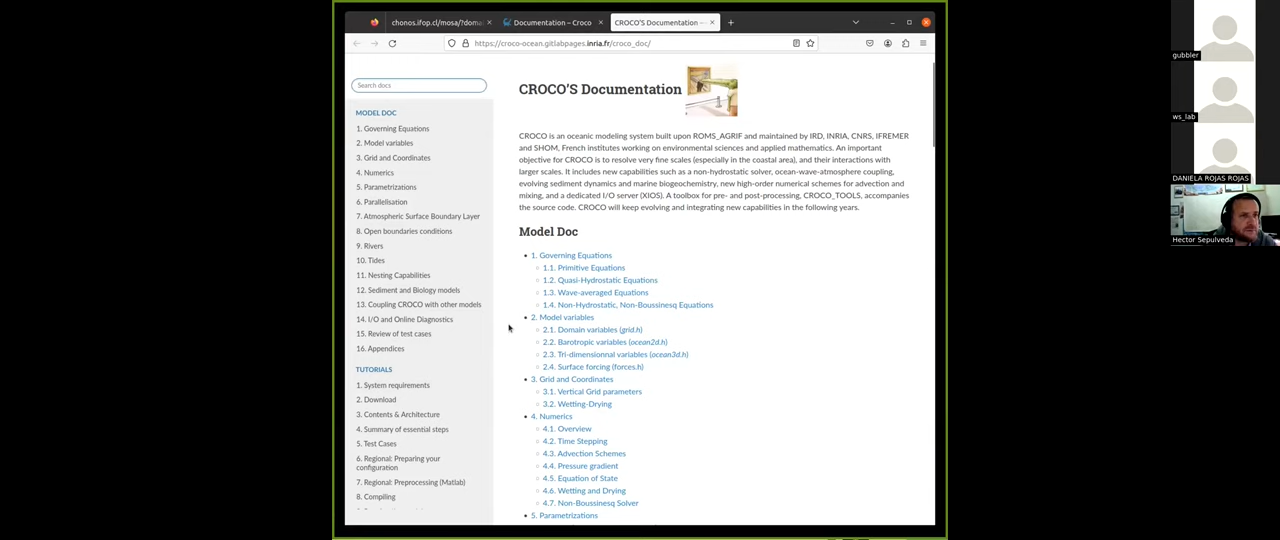 chonos.ifop.cl/mosa/?doma
Documentation – Croco
CROCO'S Documentation —
https://croco-ocean.gitlabpages.inria.fr/croco_doc/
Search docs
MODEL DOC
1. Governing Equations
2. Model variables
3. Grid and Coordinates
4. Numerics
5. Parametrizations
6. Parallelisation
7. Atmospheric Surface Boundary Layer
8. Open boundaries conditions
9. Rivers
10. Tides
11. Nesting Capabilities
12. Sediment and Biology models
13. Coupling CROCO with other models
14. I/O and Online Diagnostics
15. Review of test cases
16. Appendices
TUTORIALS
1. System requirements
2. Download
3. Contents & Architecture
4. Summary of essential steps
5. Test Cases
6. Regional: Preparing your
configuration
7. Regional: Preprocessing (Matlab)
8. Compiling
CROCO'S Documentation
CROCO is an oceanic modeling system built upon ROMS_AGRIF and maintained by IRD, INRIA, CNRS, IFREMER
and SHOM, French institutes working on environmental sciences and applied mathematics. An important
objective for CROCO is to resolve very fine scales (especially in the coastal area), and their interactions with
larger scales. It includes new capabilities such as a non-hydrostatic solver, ocean-wave-atmosphere coupling,
evolving sediment dynamics and marine biogeochemistry, new high-order numerical schemes for advection and
mixing, and a dedicated I/O server (XIOS). A toolbox for pre- and post-processing, CROCO_TOOLS, accompanies
the source code. CROCO will keep evolving and integrating new capabilities in the following years.
Model Doc
1. Governing Equations
1.1. Primitive Equations
1.2. Quasi-Hydrostatic Equations
1.3. Wave-averaged Equations
1.4. Non-Hydrostatic, Non-Boussinesq Equations
2. Model variables
2.1. Domain variables (grid.h)
2.2. Barotropic variables (ocean2d.h)
2.3. Tri-dimensionnal variables (ocean3d.h)
2.4. Surface forcing (forces.h)
3. Grid and Coordinates
3.1. Vertical Grid parameters
3.2. Wetting-Drying
4. Numerics
4.1. Overview
4.2. Time Stepping
4.3. Advection Schemes
4.4. Pressure gradient
4.5. Equation of State
4.6. Wetting and Drying
4.7. Non-Boussinesq Solver
5. Parametrizations
gubbler
ws_lab
DANIELA ROJAS ROJAS
Hector Sepulveda